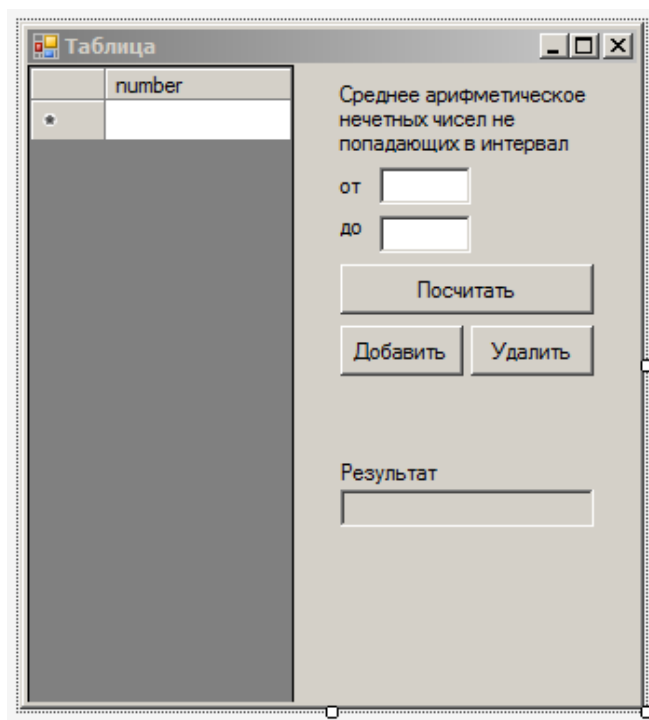 Таблица
number
Среднее арифметическое
нечетных чисел не
попадающих в интервал
от
до
Посчитать
Добавить Удалить
Результат